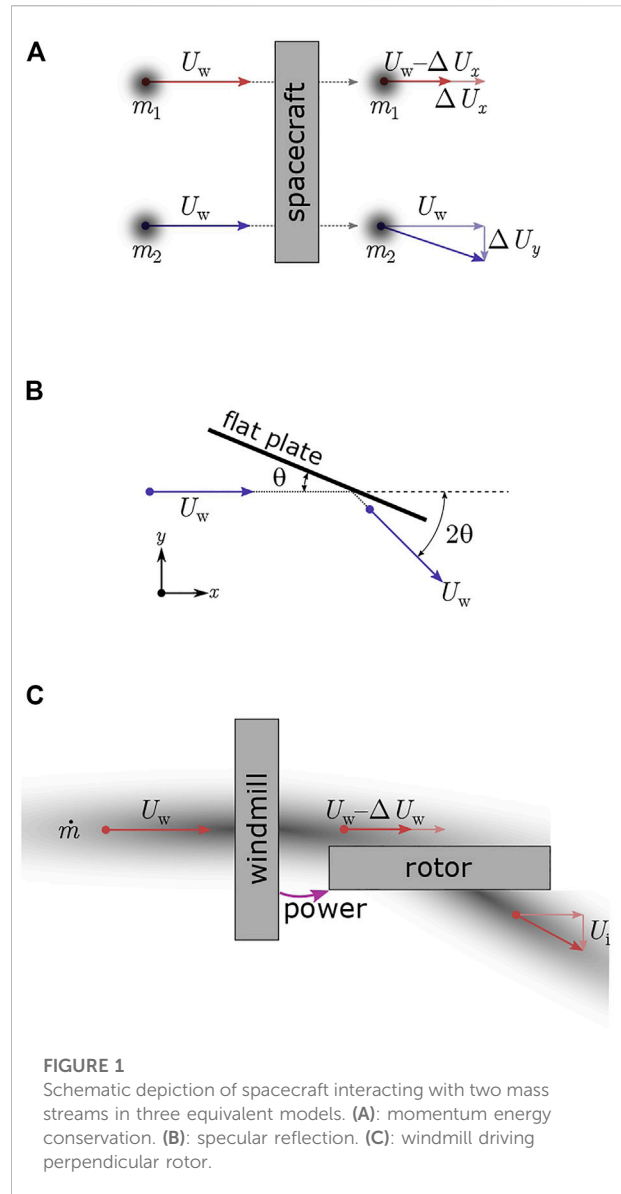 A
U_w
m_1
spacecraft
U_w−ΔU_x
ΔU_x
m_1
U_w
m_2
U_w
m_2
ΔU_y
B
flat plate
θ
U_w
2θ
U_w
y
x
C
ṁ
U_w
windmill
U_w−ΔU_w
rotor
power
U_i
FIGURE 1
Schematic depiction of spacecraft interacting with two mass
streams in three equivalent models. (A): momentum energy
conservation. (B): specular reflection. (C): windmill driving
perpendicular rotor.